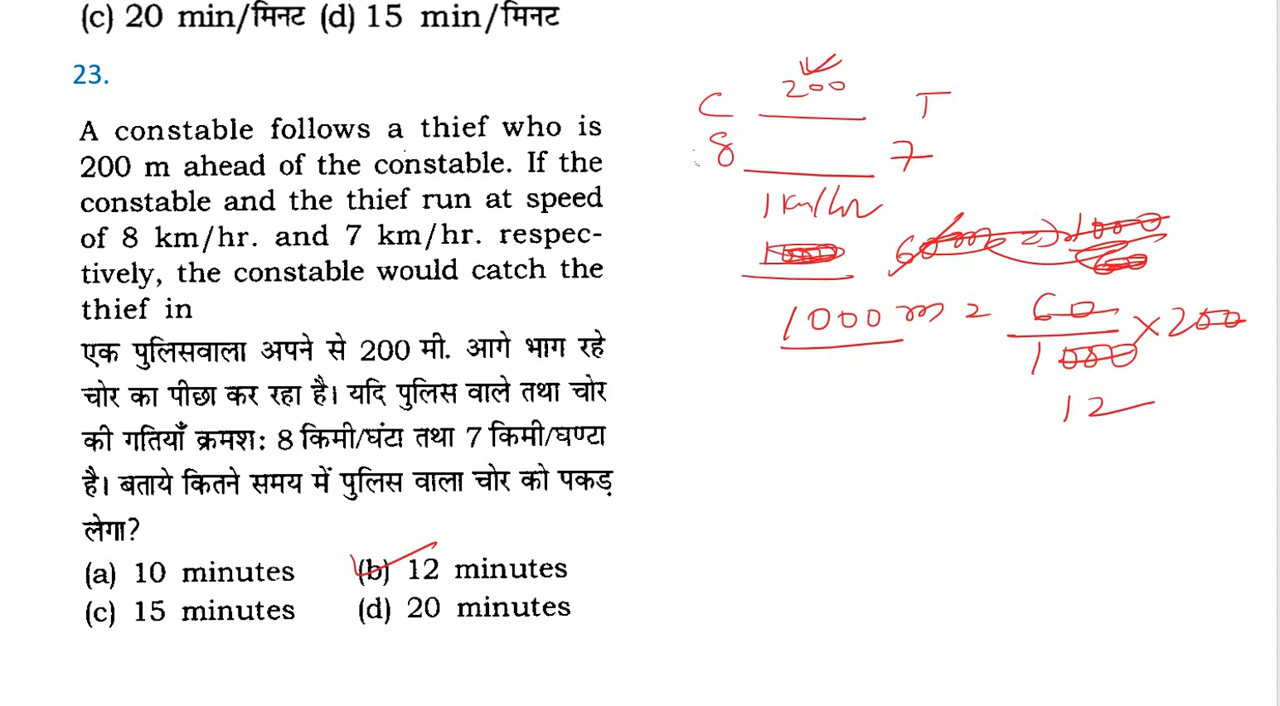 (c) 20 min/मिनट (d) 15 min/मिनट
23.
A constable follows a thief who is
200 m ahead of the constable. If the
constable and the thief run at speed
of 8 km/hr. and 7 km/hr. respec-
tively, the constable would catch the
thief in
एक पुलिसवाला अपने से 200 मी. आगे भाग रहे
चोर का पीछा कर रहा है। यदि पुलिस वाले तथा चोर
की गतियाँ क्रमश: 8 किमी/घंटा तथा 7 किमी/घण्टा
है। बताये कितने समय में पुलिस वाला चोर को पकड़
लेगा?
(a) 10 minutes (b) 12 minutes
(c) 15 minutes (d) 20 minutes
C 200 T
8 7
1 km/hr
1000 m = 60/1000 × 200
12